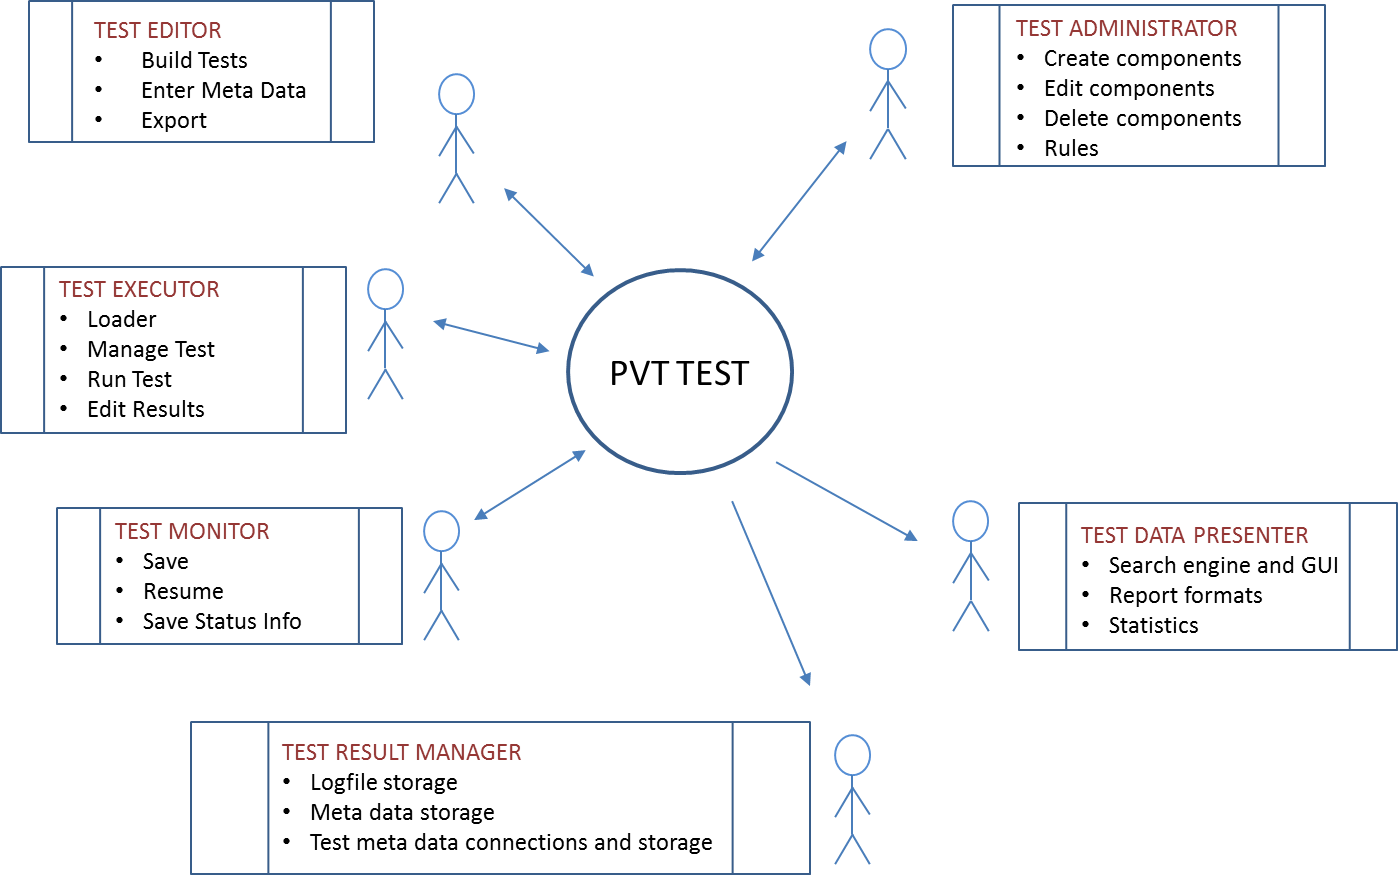 TEST EDITOR
• Build Tests
• Enter Meta Data
• Export
TEST ADMINISTRATOR
• Create components
• Edit components
• Delete components
• Rules
TEST EXECUTOR
• Loader
• Manage Test
• Run Test
• Edit Results
PVT TEST
TEST MONITOR
• Save
• Resume
• Save Status Info
TEST DATA PRESENTER
• Search engine and GUI
• Report formats
• Statistics
TEST RESULT MANAGER
• Logfile storage
• Meta data storage
• Test meta data connections and storage